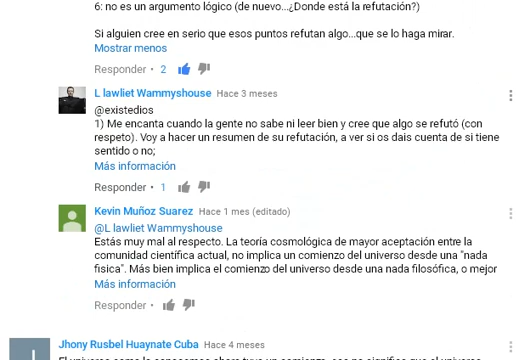 6: no es un argumento lógico (de nuevo...¿Donde está la refutación?)
Si alguien cree en serio que esos puntos refutan algo...que se lo haga mirar.
Mostrar menos
Responder • 2
L lawliet Wammyshouse Hace 3 meses
@existedios
1) Me encanta cuando la gente no sabe ni leer bien y cree que algo se refutó (con
respeto). Voy a hacer un resumen de su refutación, a ver si os dais cuenta de si tiene
sentido o no;
Más información
Responder • 1
Kevin Muñoz Suarez Hace 1 mes (editado)
@L lawliet Wammyshouse
Estás muy mal al respecto. La teoría cosmológica de mayor aceptación entre la
comunidad científica actual, no implica un comienzo del universo desde una "nada
fisica". Más bien implica el comienzo del universo desde una nada filosófica, o mejor
Más información
Responder •
Jhony Rusbel Huaynate Cuba Hace 4 meses